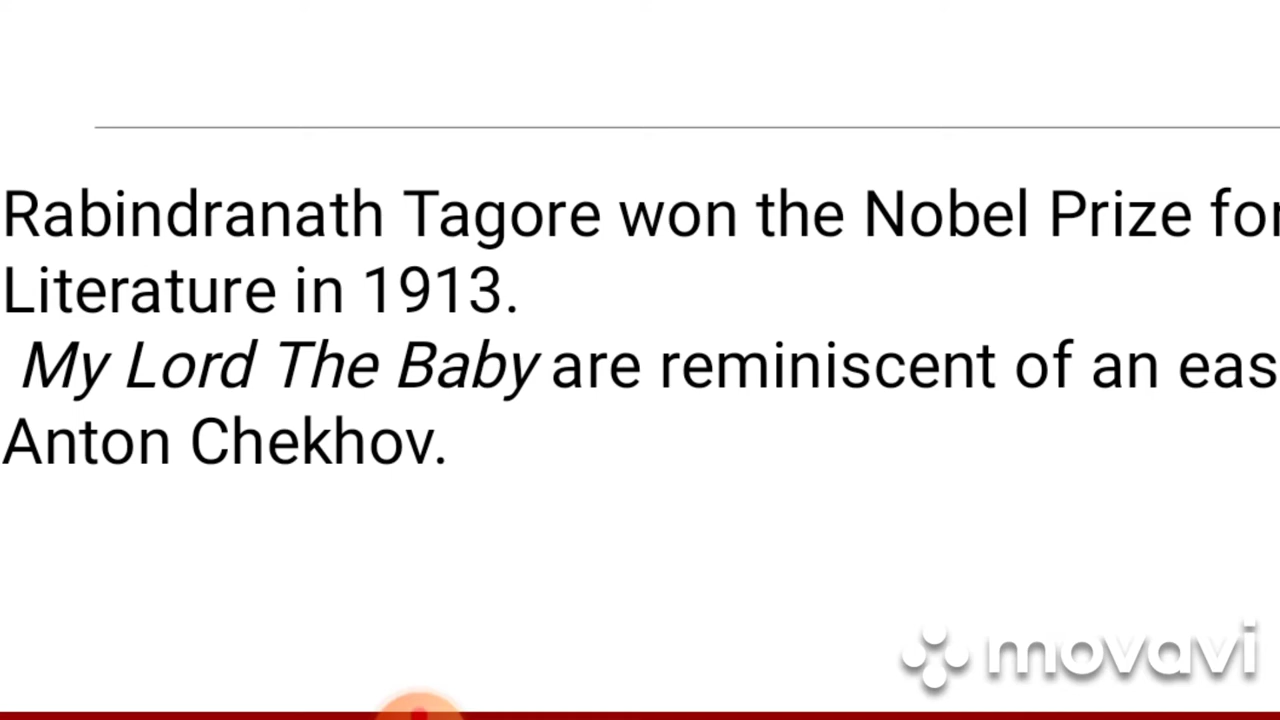 Rabindranath Tagore won the Nobel Prize for
Literature in 1913.
My Lord The Baby are reminiscent of an eas
Anton Chekhov.
movavi